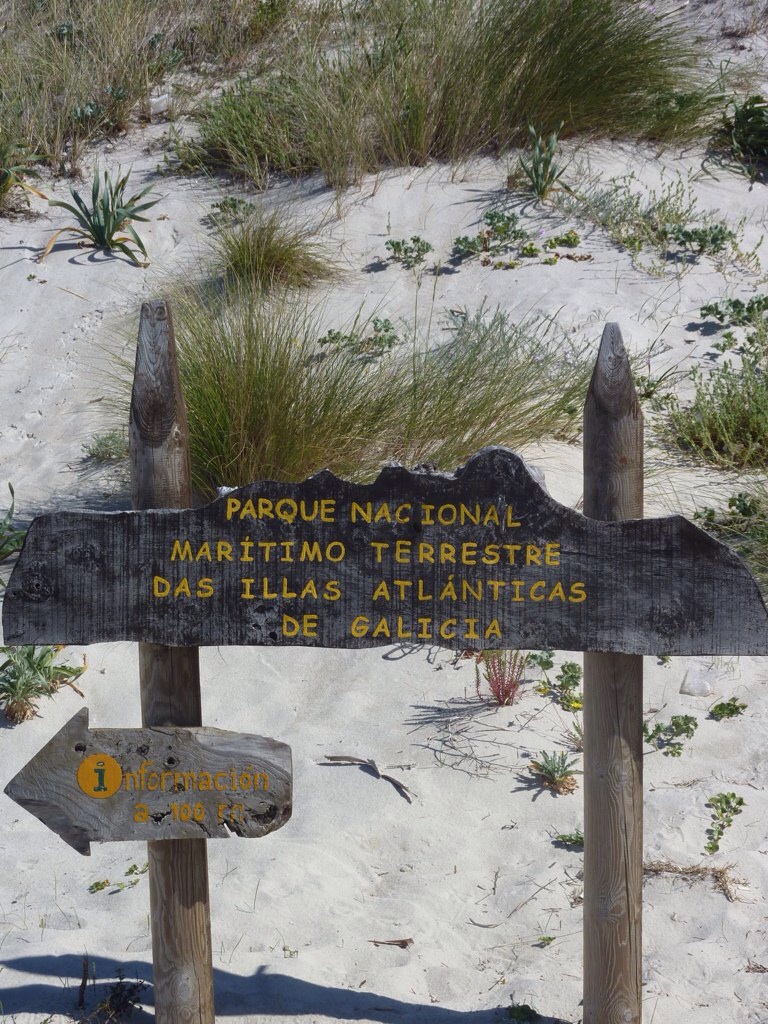 PARQUE NACIONAL
MARÍTIMO TERRESTRE
DAS ILLAS ATLÁNTICAS
DE GALICIA
información
a 100 m.